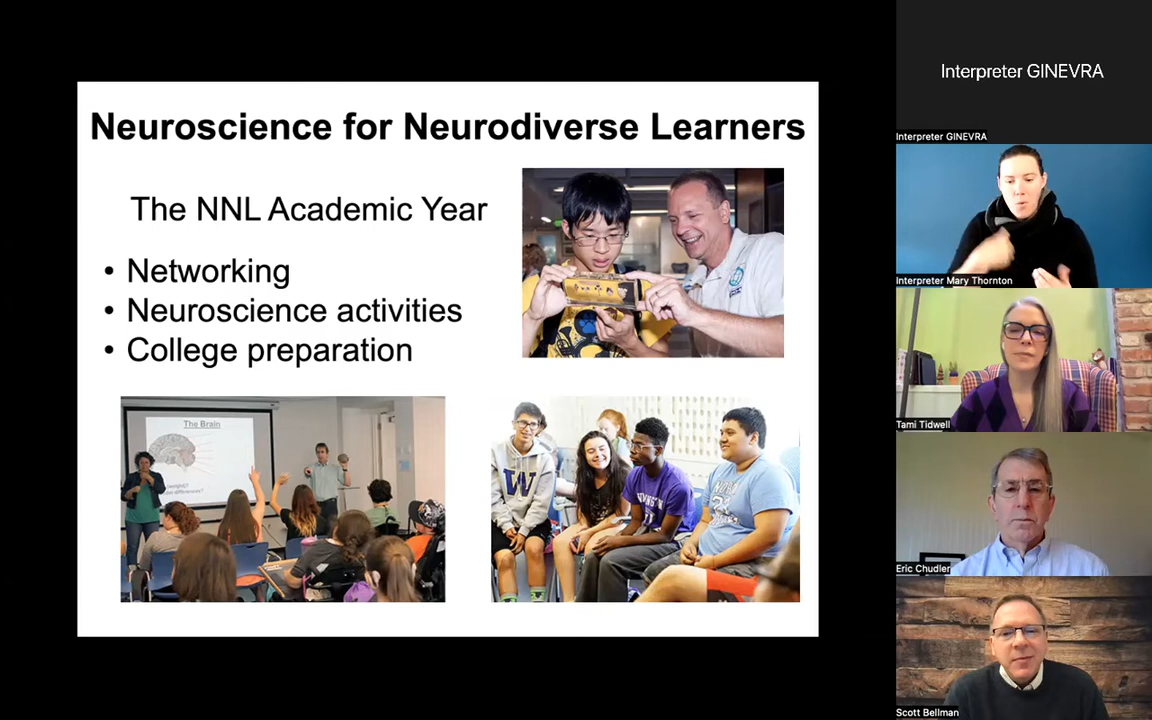 Neuroscience for Neurodiverse Learners
The NNL Academic Year
• Networking
• Neuroscience activities
• College preparation
The Brain
W
Interpreter GINEVRA
Interpreter GINEVRA
Interpreter Mary Thornton
Tami Tidwell
Eric Chudler
Scott Bellman